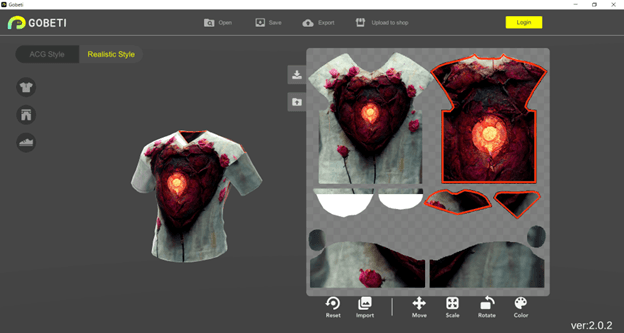 Gobeti
GOBETI
Open
Save
Export
Upload to shop
Login
ACG Style
Realistic Style
Reset
Import
Move
Scale
Rotate
Color
ver:2.0.2